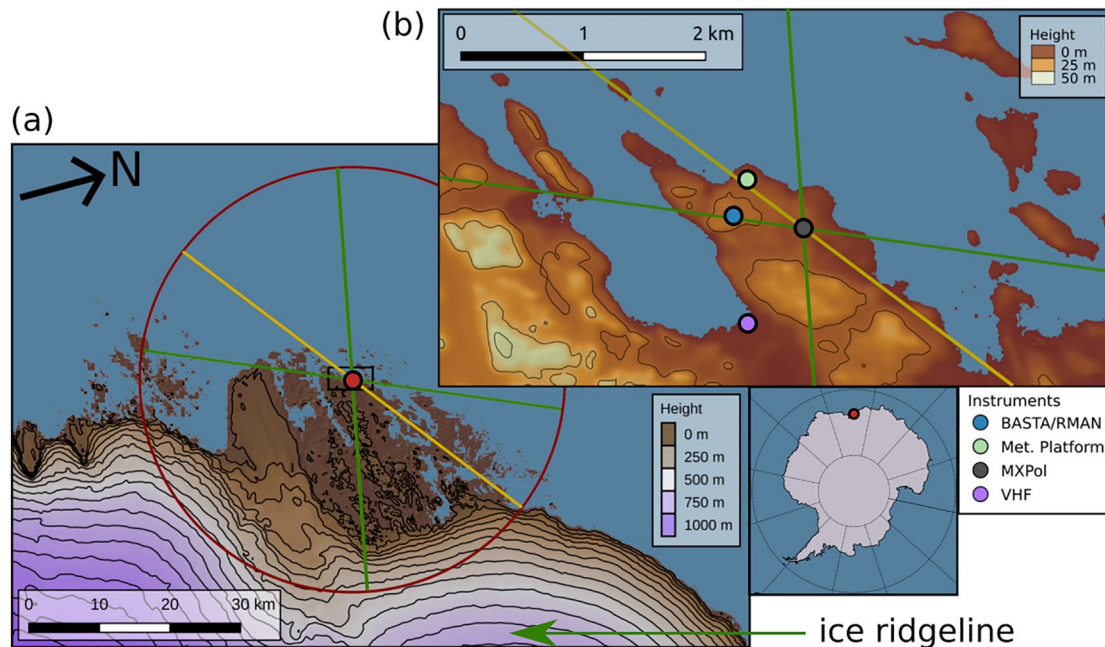 (b)
0 1 2 km
Height
0 m
25 m
50 m
(a)
N
Height
0 m
250 m
500 m
750 m
1000 m
Instruments
BASTA/RMAN
Met. Platform
MXPol
VHF
0 10 20 30 km
ice ridgeline